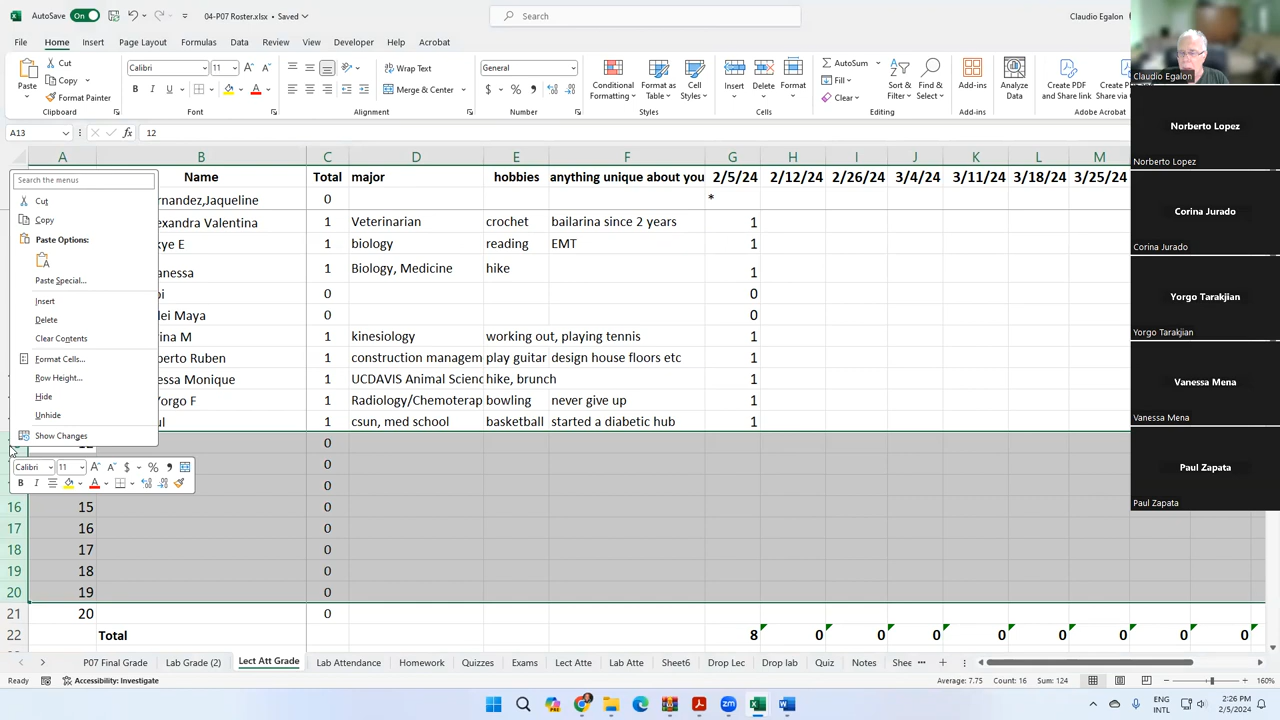 AutoSave On 04-P07 Roster.xlsx • Saved Search Claudio Egalon
File Home Insert Page Layout Formulas Data Review View Developer Help Acrobat
Cut
Copy
Format Painter
Paste
Clipboard
Calibri 11
Font
Wrap Text
Merge & Center
Alignment
General
Number
Conditional Formatting
Format as Table
Cell Styles
Styles
Insert Delete Format
Cells
AutoSum
Fill
Clear
Sort & Filter
Find & Select
Editing
Add-ins
Add-ins
Analyze Data
Create PDF and Share link
Create PDF and Share via
Adobe Acrobat
A13 12
A B C D E F G H I J K L M
Name Total major hobbies anything unique about you 2/5/24 2/12/24 2/26/24 3/4/24 3/11/24 3/18/24 3/25/24
rnandez,Jaqueline 0 *
exandra Valentina 1 Veterinarian crochet bailarina since 2 years 1
kye E 1 biology reading EMT 1
anessa 1 Biology, Medicine hike 1
bi 0 0
lei Maya 0 0
ina M 1 kinesiology working out, playing tennis 1
berto Ruben 1 construction managem play guitar design house floors etc 1
essa Monique 1 UCDAVIS Animal Scienc hike, brunch 1
Yorgo F 1 Radiology/Chemoterap bowling never give up 1
ul 1 csun, med school basketball started a diabetic hub 1
0
0
0
16 15 0
17 16 0
18 17 0
19 18 0
20 19 0
21 20 0
22 Total 8 0 0 0 0 0 0 0 0
Search the menus
Cut
Copy
Paste Options:
Paste Special...
Insert
Delete
Clear Contents
Format Cells...
Row Height...
Hide
Unhide
Show Changes
Calibri 11
P07 Final Grade Lab Grade (2) Lect Att Grade Lab Attendance Homework Quizzes Exams Lect Atte Lab Atte Sheet6 Drop Lec Drop lab Quiz Notes Shee
Ready Accessibility: Investigate Average: 7.75 Count: 16 Sum: 124 160%
ENG
INTL
2:26 PM
2/5/2024
Claudio Egalon
Norberto Lopez
Norberto Lopez
Corina Jurado
Corina Jurado
Yorgo Tarakjian
Yorgo Tarakjian
Vanessa Mena
Vanessa Mena
Paul Zapata
Paul Zapata